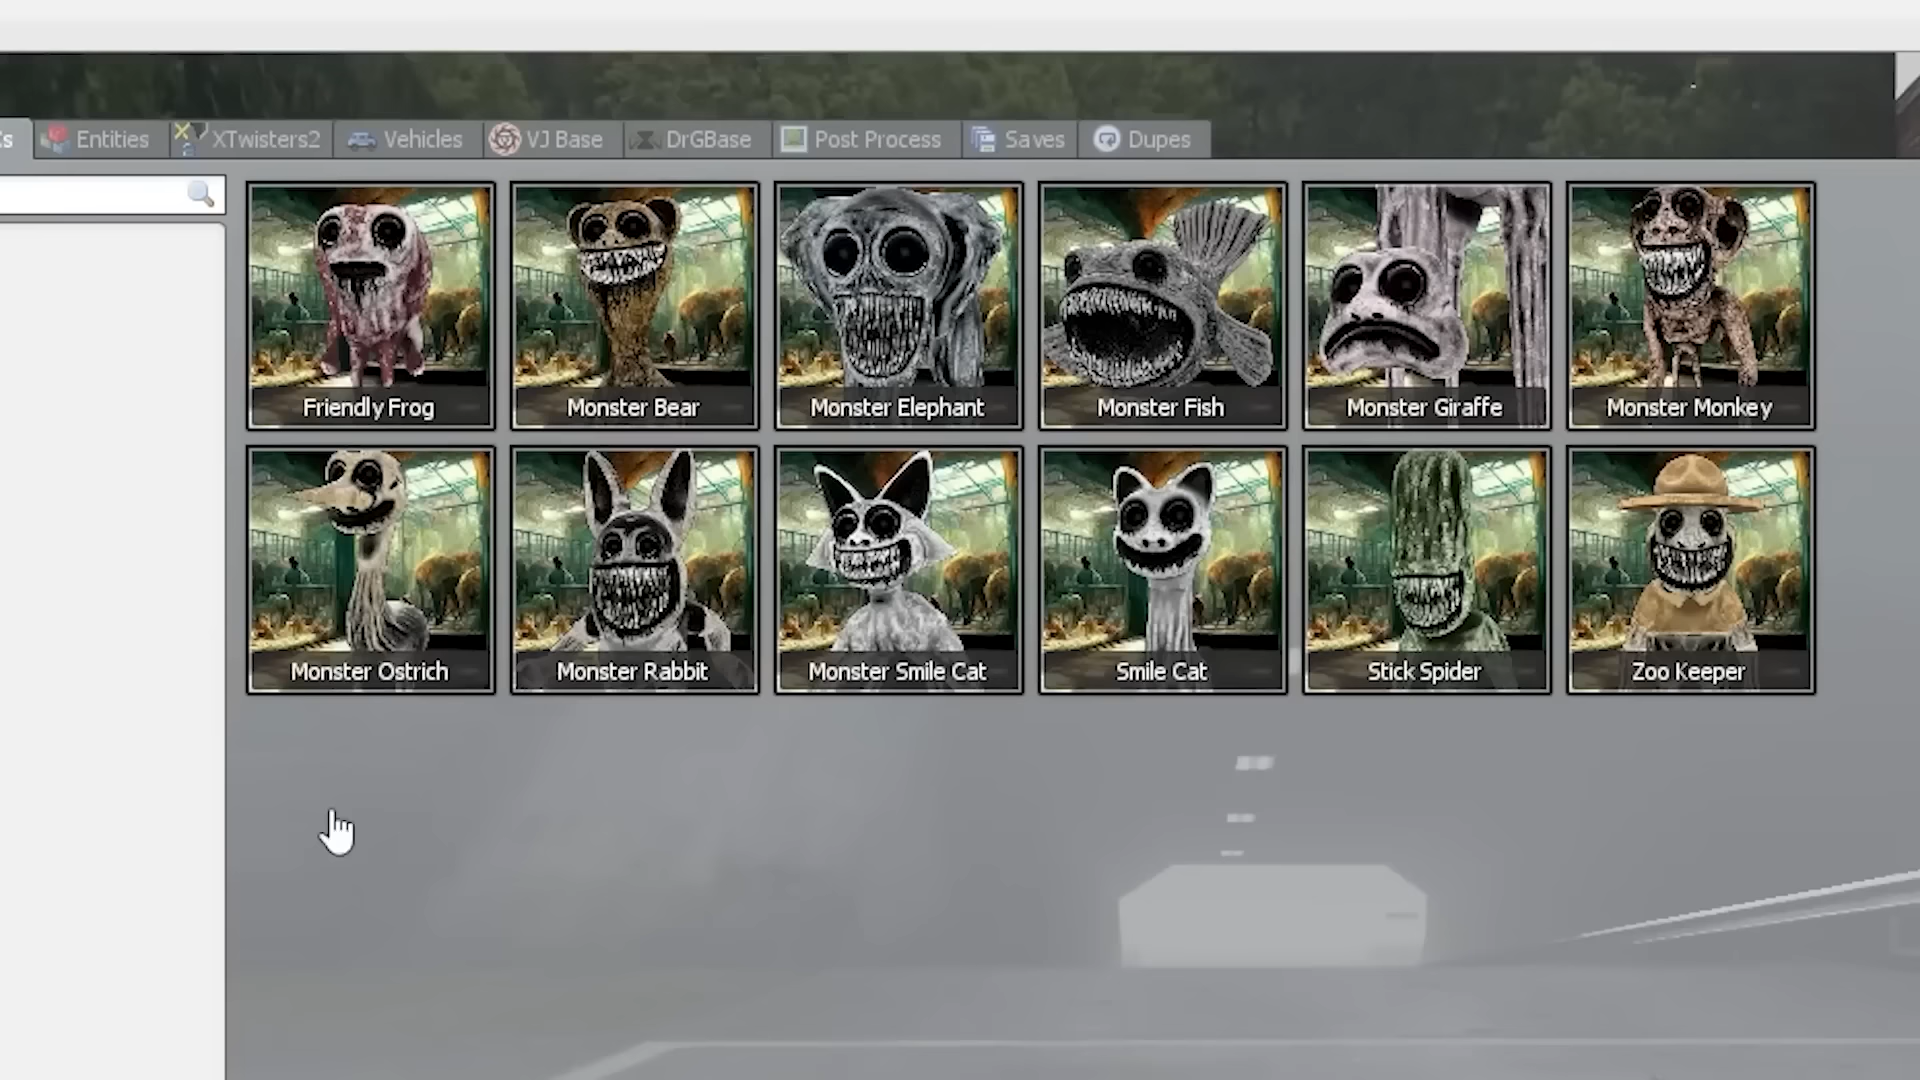 Entities XTwisters2 Vehicles VJ Base DrGBase Post Process Saves Dupes
Friendly Frog Monster Bear Monster Elephant Monster Fish Monster Giraffe Monster Monkey
Monster Ostrich Monster Rabbit Monster Smile Cat Smile Cat Stick Spider Zoo Keeper